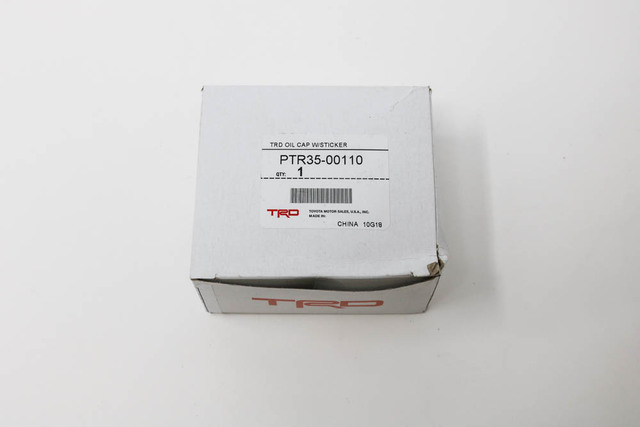 TRD OIL CAP W/STICKER
PTR35-00110
QTY: 1
TRD TOYOTA MOTOR SALES, U.S.A., INC.
MADE IN:
CHINA 10G18
TRD